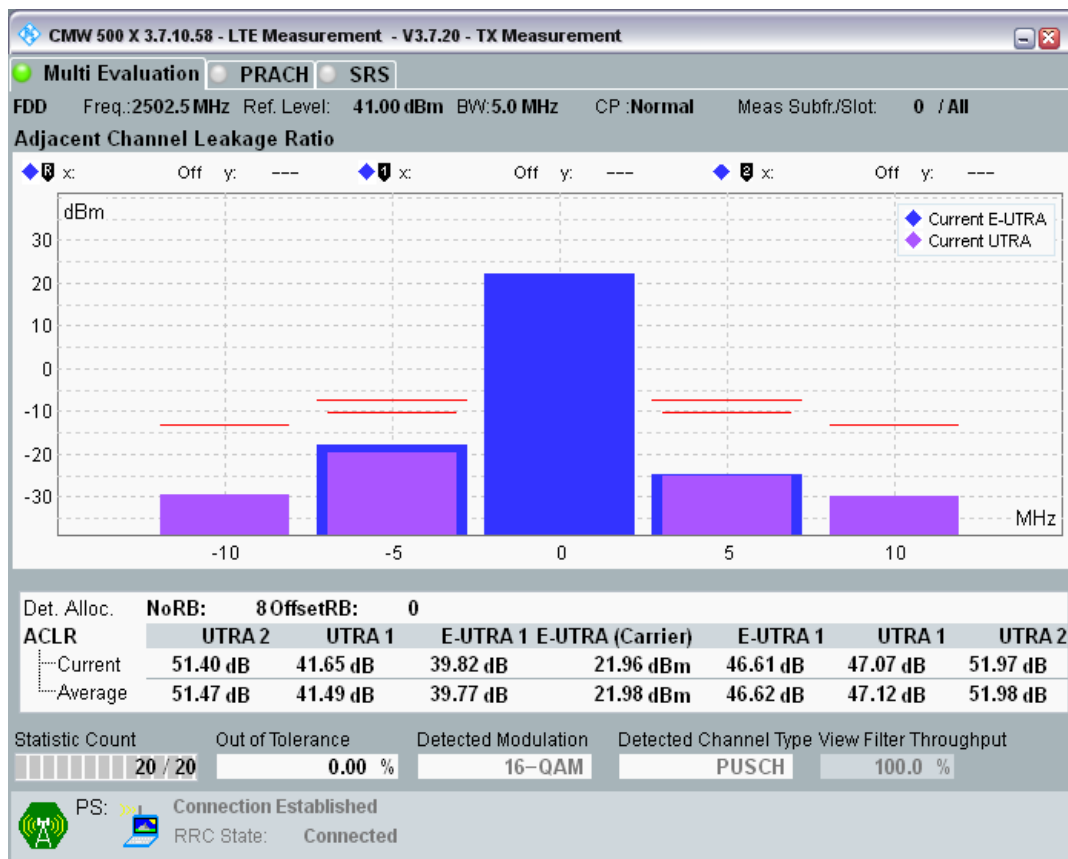 CMW 500 X 3.7.10.58 - LTE Measurement - V3.7.20 - TX Measurement
Multi Evaluation PRACH SRS
FDD Freq.:2502.5 MHz Ref. Level: 41.00 dBm BW:5.0 MHz CP :Normal Meas Subfr./Slot: 0 / All
Adjacent Channel Leakage Ratio
R x: Off y: --- 1 x: Off y: --- 2 x: Off y: ---
dBm
Current E-UTRA
Current UTRA
30
20
10
0
-10
-20
-30
MHz
-10 -5 0 5 10
Det. Alloc. NoRB: 8 OffsetRB: 0
ACLR UTRA 2 UTRA 1 E-UTRA 1 E-UTRA (Carrier) E-UTRA 1 UTRA 1 UTRA 2
Current 51.40 dB 41.65 dB 39.82 dB 21.96 dBm 46.61 dB 47.07 dB 51.97 dB
Average 51.47 dB 41.49 dB 39.77 dB 21.98 dBm 46.62 dB 47.12 dB 51.98 dB
Statistic Count Out of Tolerance Detected Modulation Detected Channel Type View Filter Throughput
20 / 20 0.00 % 16-QAM PUSCH 100.0 %
PS: Connection Established
RRC State: Connected